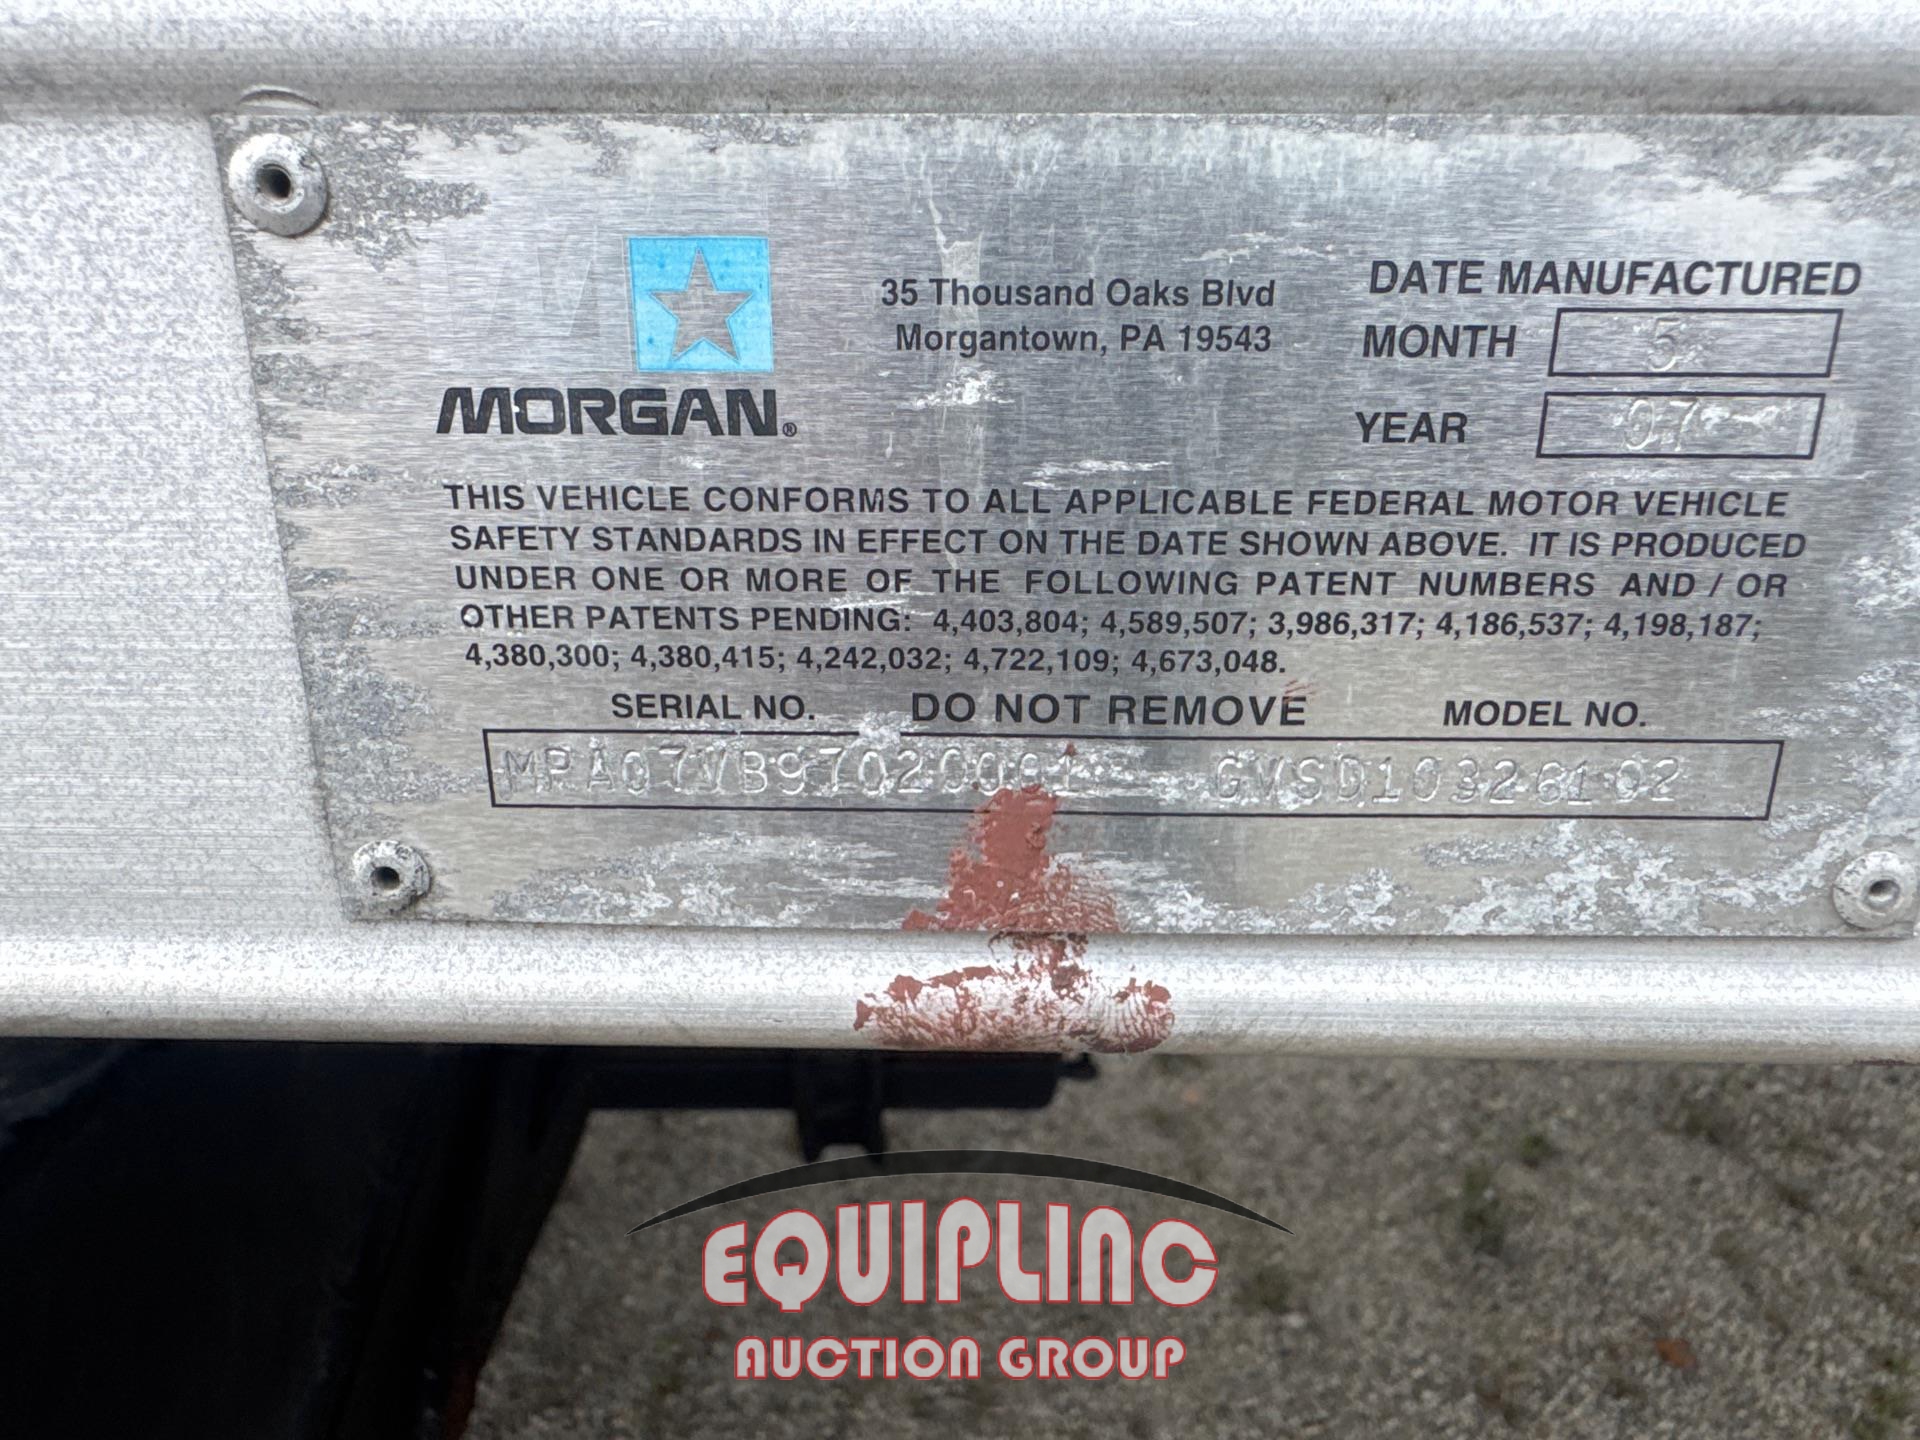 MORGAN®
35 Thousand Oaks Blvd
Morgantown, PA 19543
DATE MANUFACTURED
MONTH 5
YEAR 07
THIS VEHICLE CONFORMS TO ALL APPLICABLE FEDERAL MOTOR VEHICLE
SAFETY STANDARDS IN EFFECT ON THE DATE SHOWN ABOVE. IT IS PRODUCED
UNDER ONE OR MORE OF THE FOLLOWING PATENT NUMBERS AND / OR
OTHER PATENTS PENDING: 4,403,804; 4,589,507; 3,986,317; 4,186,537; 4,198,187;
4,380,300; 4,380,415; 4,242,032; 4,722,109; 4,673,048.
SERIAL NO. DO NOT REMOVE MODEL NO.
MPA07VB97020001 GVSD10326102
EQUIPLINC
AUCTION GROUP